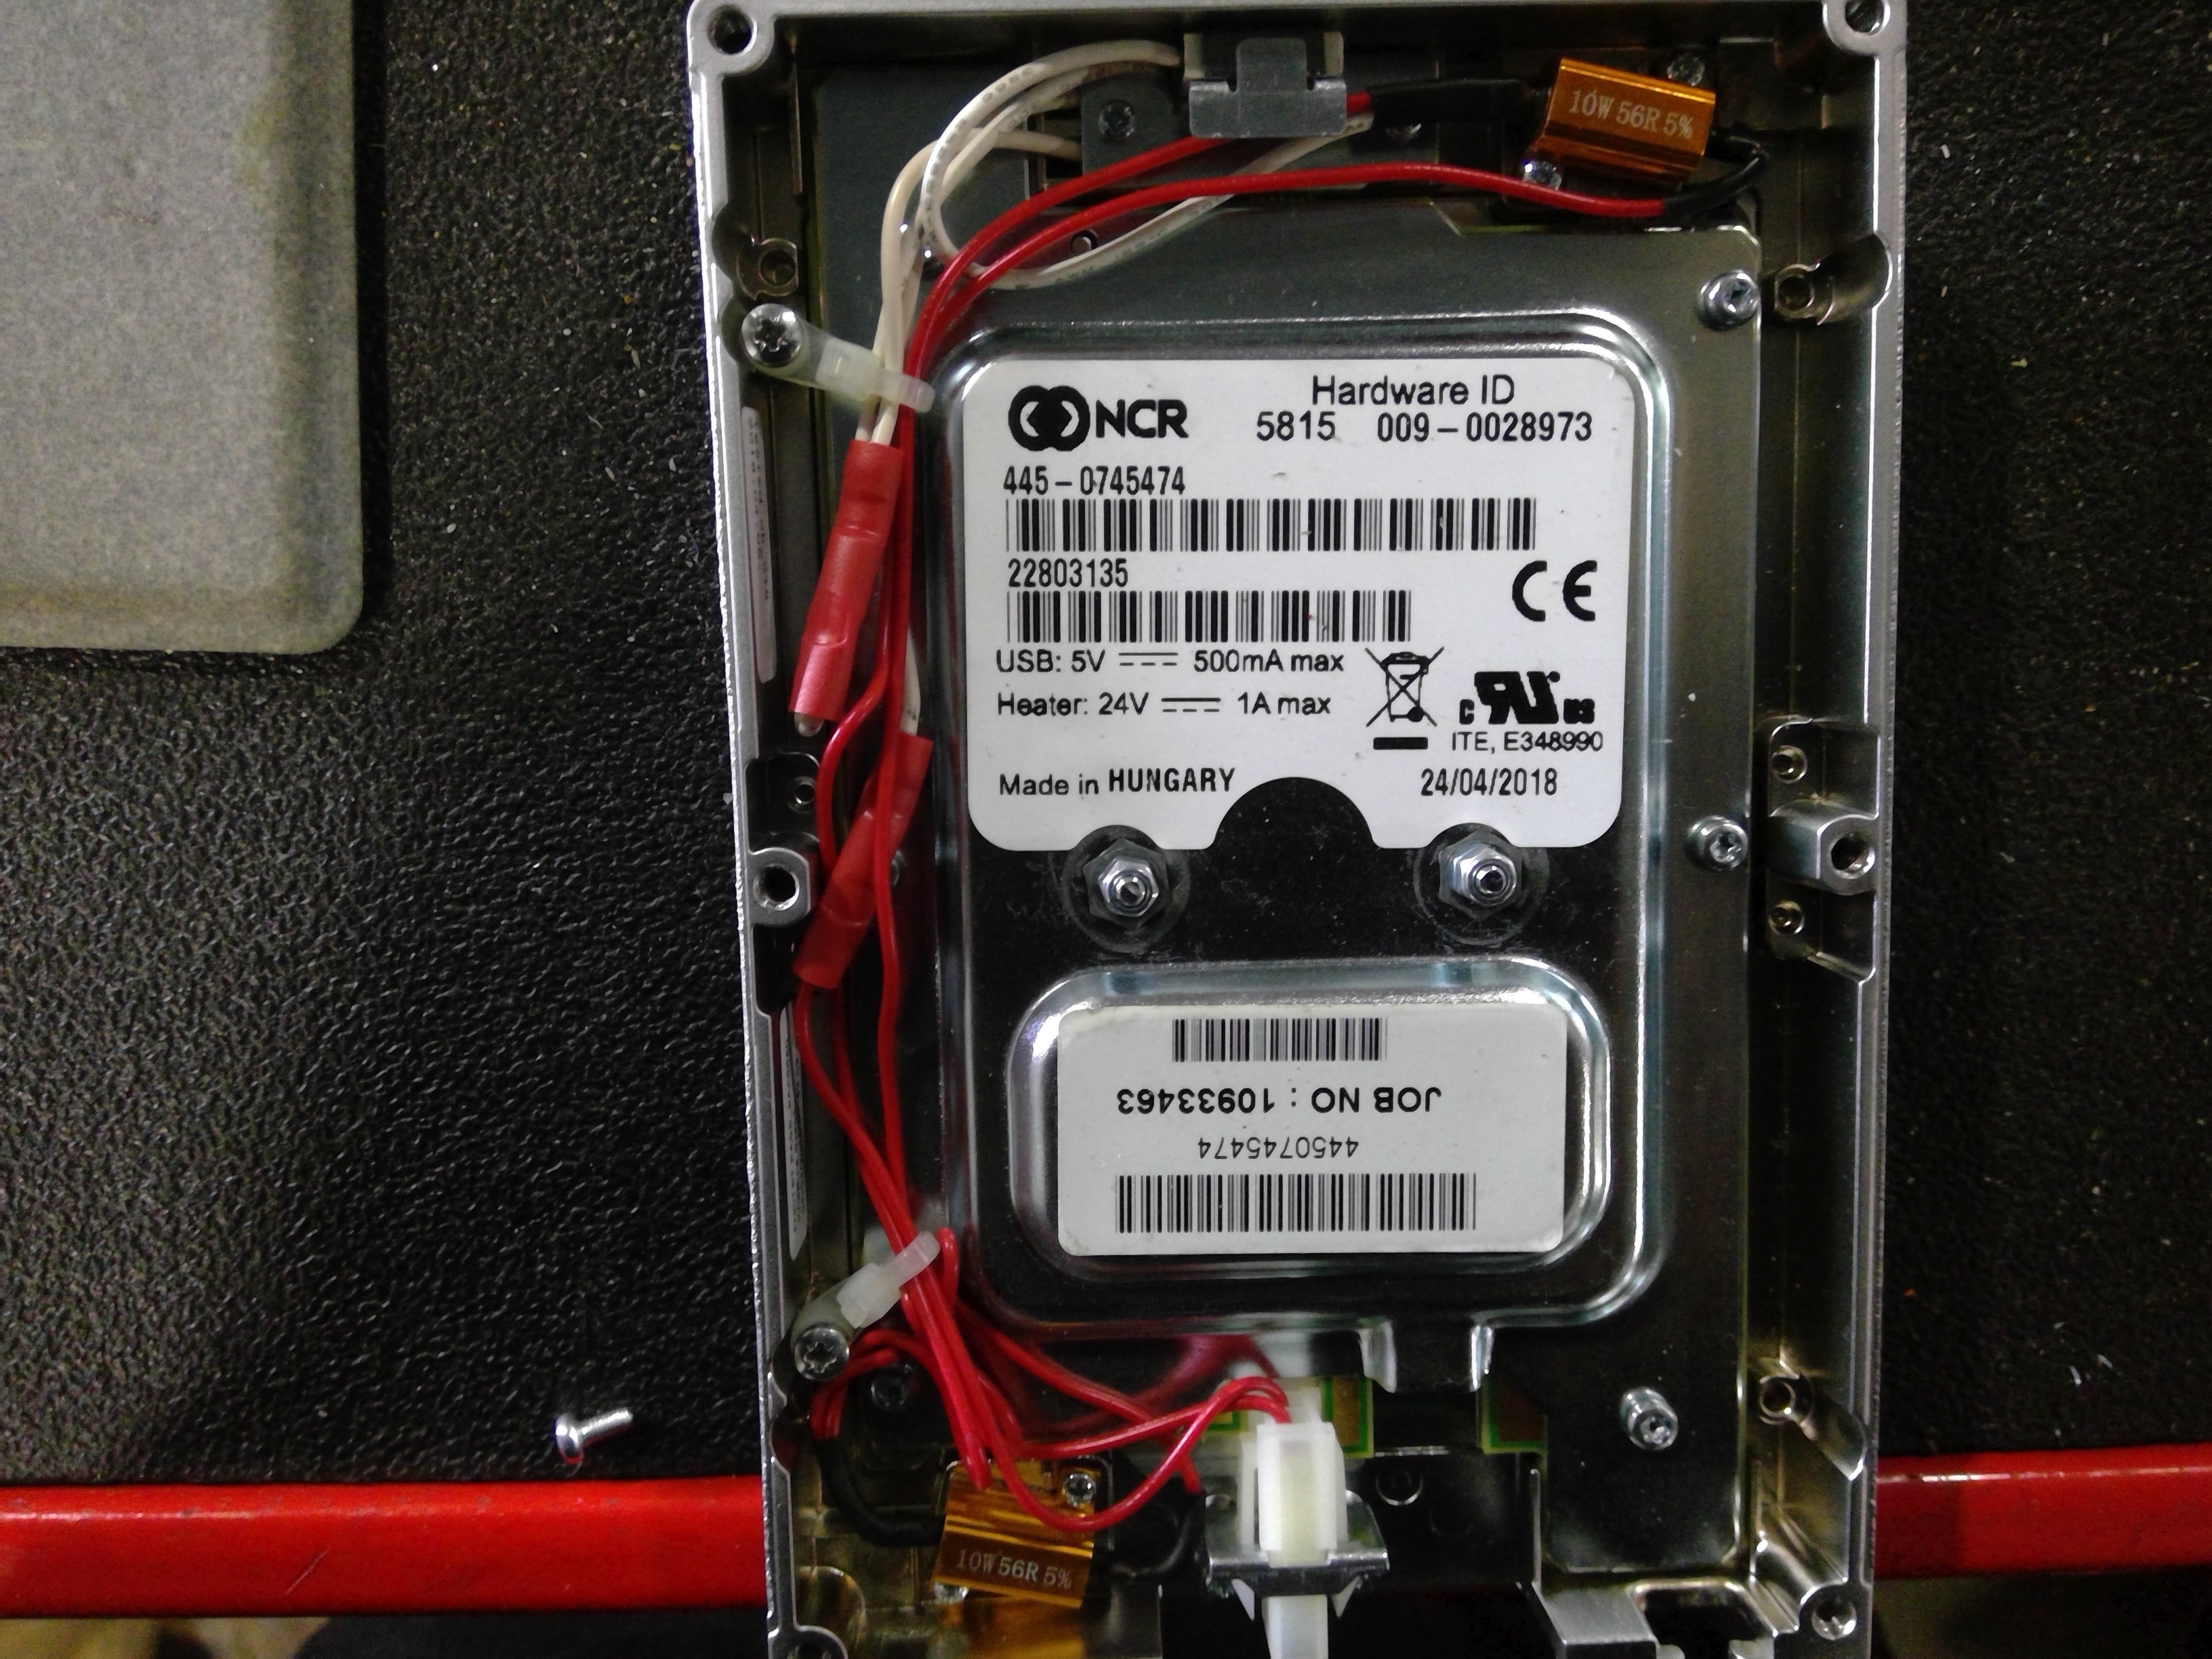 10W 56R 5%
NCR
Hardware ID
5815 009-0028973
445-0745474
22803135
CE
USB: 5V 500mA max
Heater: 24V 1A max
c RU us
ITE, E348990
Made in HUNGARY 24/04/2018
JOB NO : 10933463
4450745474
10W 56R 5%